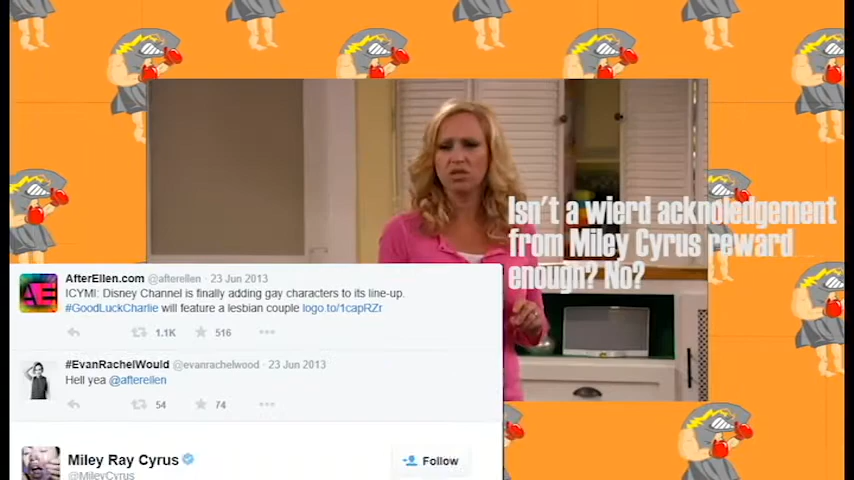 Isn't a wierd acknoledgement
from Miley Cyrus reward
enough? No?
AfterEllen.com @afterellen · 23 Jun 2013
ICYMI: Disney Channel is finally adding gay characters to its line-up.
#GoodLuckCharlie will feature a lesbian couple logo.to/1capRZr
1.1K 516
#EvanRachelWould @evanrachelwood · 23 Jun 2013
Hell yea @afterellen
54 74
Miley Ray Cyrus
Follow
@MileyCyrus
AE